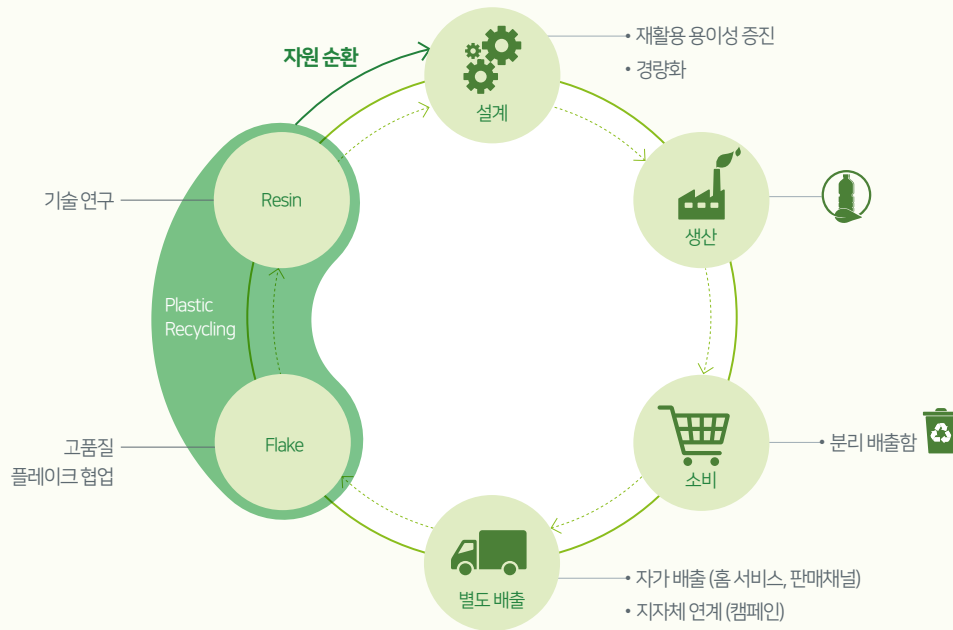 자원 순환
설계
• 재활용 용이성 증진
• 경량화
생산
소비
• 분리 배출함
별도 배출
• 자가 배출 (홈 서비스, 판매채널)
• 지자체 연계 (캠페인)
Flake
고품질
플레이크 협업
Plastic
Recycling
Resin
기술 연구